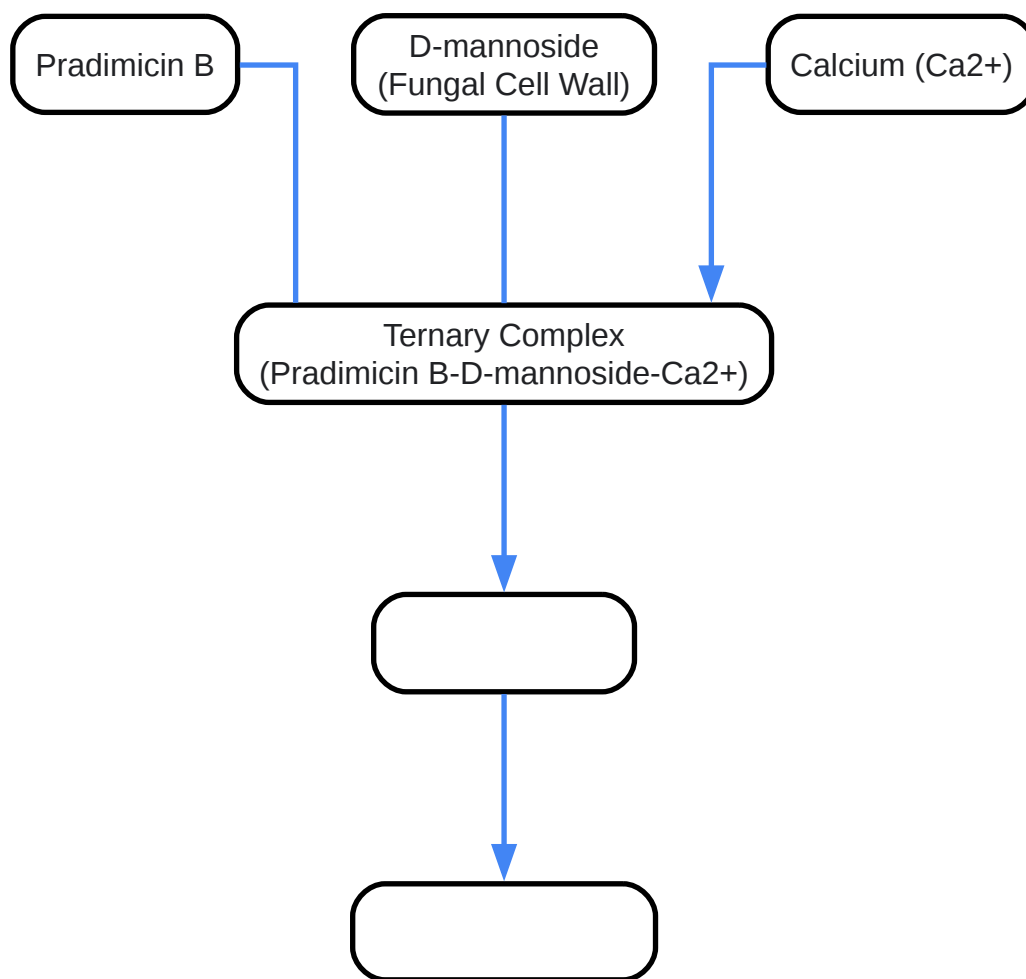 Pradimicin B
D-mannoside
(Fungal Cell Wall)
Calcium (Ca2+)
Ternary Complex
(Pradimicin B-D-mannoside-Ca2+)